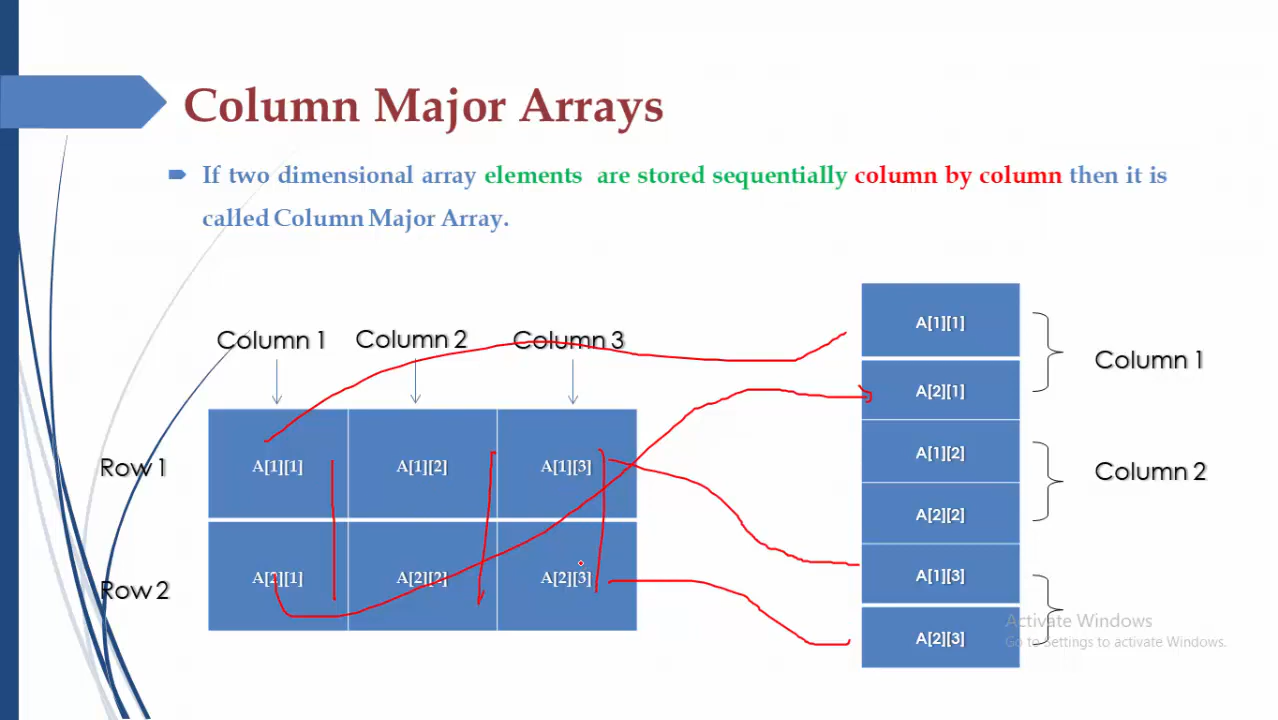 Column Major Arrays
If two dimensional array elements are stored sequentially column by column then it is
called Column Major Array.
Column 1 Column 2 Column 3
Row 1 A[1][1] A[1][2] A[1][3]
Row 2 A[2][1] A[2][2] A[2][3]
A[1][1]
A[2][1]
Column 1
A[1][2]
A[2][2]
Column 2
A[1][3]
A[2][3]
Activate Windows
Go to Settings to activate Windows.